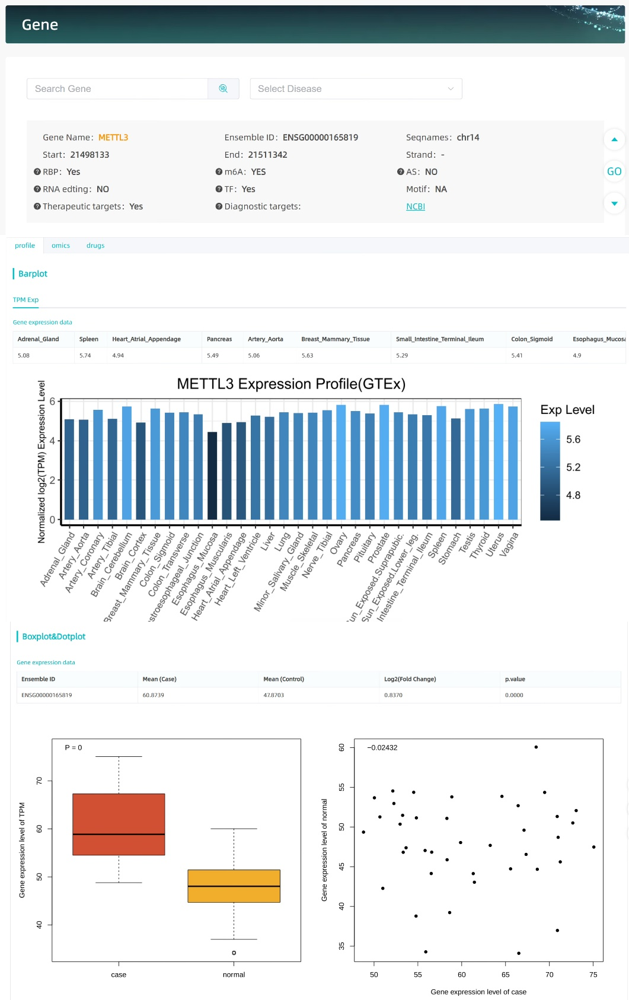 Gene
Search Gene
Select Disease
Gene Name: METTL3 Ensemble ID: ENSG00000165819 Seqnames: chr14
Start: 21498133 End: 21511342 Strand: -
RBP: Yes m6A: YES AS: NO
RNA edting: NO TF: Yes Motif: NA
Therapeutic targets: Yes Diagnostic targets: NCBI
GO
profile omics drugs
Barplot
TPM Exp
Gene expression data
Adrenal_Gland Spleen Heart_Atrial_Appendage Pancreas Artery_Aorta Breast_Mammary_Tissue Small_Intestine_Terminal_Ileum Colon_Sigmoid Esophagus_Mucosa
5.08 5.74 4.94 5.49 5.06 5.63 5.29 5.41 4.9
METTL3 Expression Profile(GTEx)
Normalized log2(TPM) Expression Level
6
4
2
0
Adrenal_Gland
Artery_Aorta
Artery_Coronary
Artery_Tibial
Brain_Cerebellum
Brain_Cortex
Breast_Mammary_Tissue
Colon_Sigmoid
Colon_Transverse
stroesophageal_Junction
Esophagus_Mucosa
Esophagus_Muscularis
Heart_Atrial_Appendage
Heart_Left_Ventricle
Liver
Lung
Minor_Salivary_Gland
Muscle_Skeletal
Nerve_Tibial
Ovary
Pancreas
Pituitary
Prostate
un_Exposed.Suprapubic.
Sun_Exposed.Lower_leg.
Intestine_Terminal_Ileum
Spleen
Stomach
Testis
Thyroid
Uterus
Vagina
Exp Level
5.6
5.2
4.8
Boxplot&Dotplot
Gene expression data
Ensemble ID Mean (Case) Mean (Control) Log2(Fold Change) p.value
ENSG00000165819 60.8739 47.8703 0.8370 0.0000
P = 0
Gene expression level of TPM
70
60
50
40
case normal
−0.02432
Gene expression level of normal
60
55
50
45
40
35
50 55 60 65 70 75
Gene expression level of case